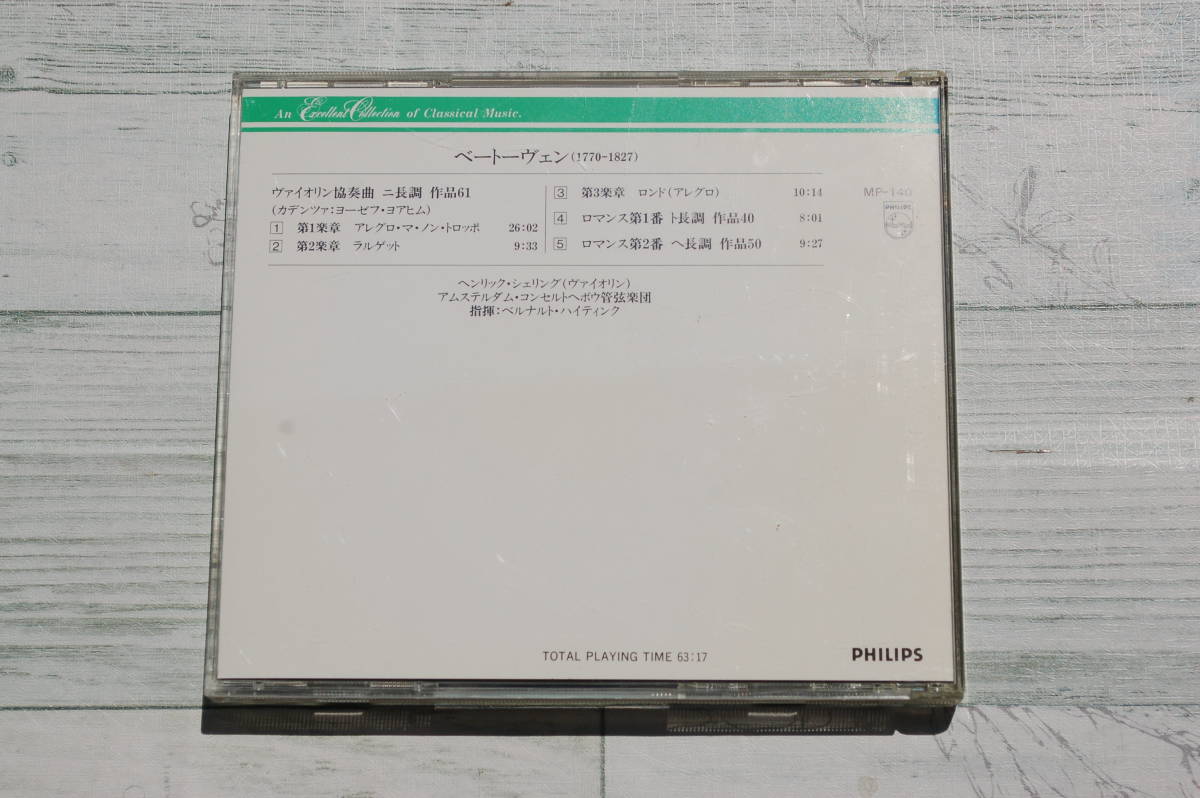 An Excellent Collection of Classical Music.
ベートーヴェン(1770-1827)
ヴァイオリン協奏曲 ニ長調 作品61
(カデンツァ:ヨーゼフ・ヨアヒム)
1 第1楽章 アレグロ・マ・ノン・トロッポ 26:02
2 第2楽章 ラルゲット 9:33
3 第3楽章 ロンド(アレグロ) 10:14
4 ロマンス第1番 ト長調 作品40 8:01
5 ロマンス第2番 ヘ長調 作品50 9:27
MP-140
PHILIPS
ヘンリック・シェリング(ヴァイオリン)
アムステルダム・コンセルトヘボウ管弦楽団
指揮:ベルナルト・ハイティンク
TOTAL PLAYING TIME 63:17
PHILIPS